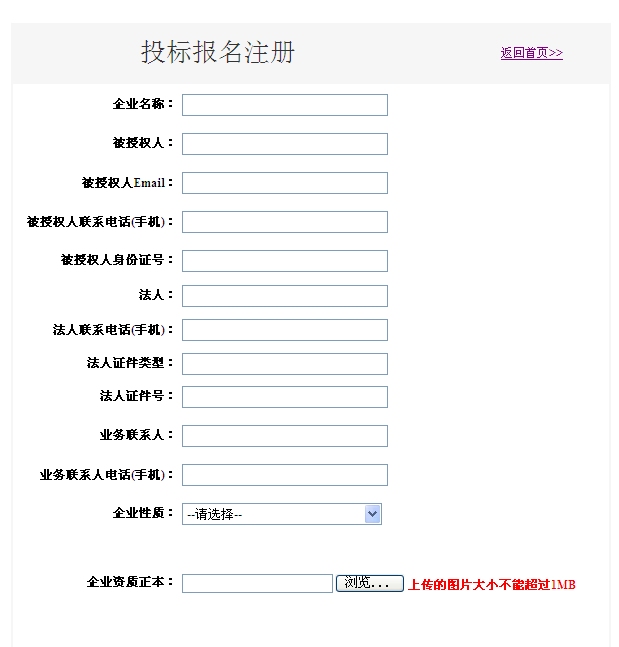 投标报名注册 返回首页>>
企业名称：
被授权人：
被授权人Email：
被授权人联系电话(手机)：
被授权人身份证号：
法人：
法人联系电话(手机)：
法人证件类型：
法人证件号：
业务联系人：
业务联系人电话(手机)：
企业性质： --请选择--
企业资质正本： 浏览... 上传的图片大小不能超过1MB